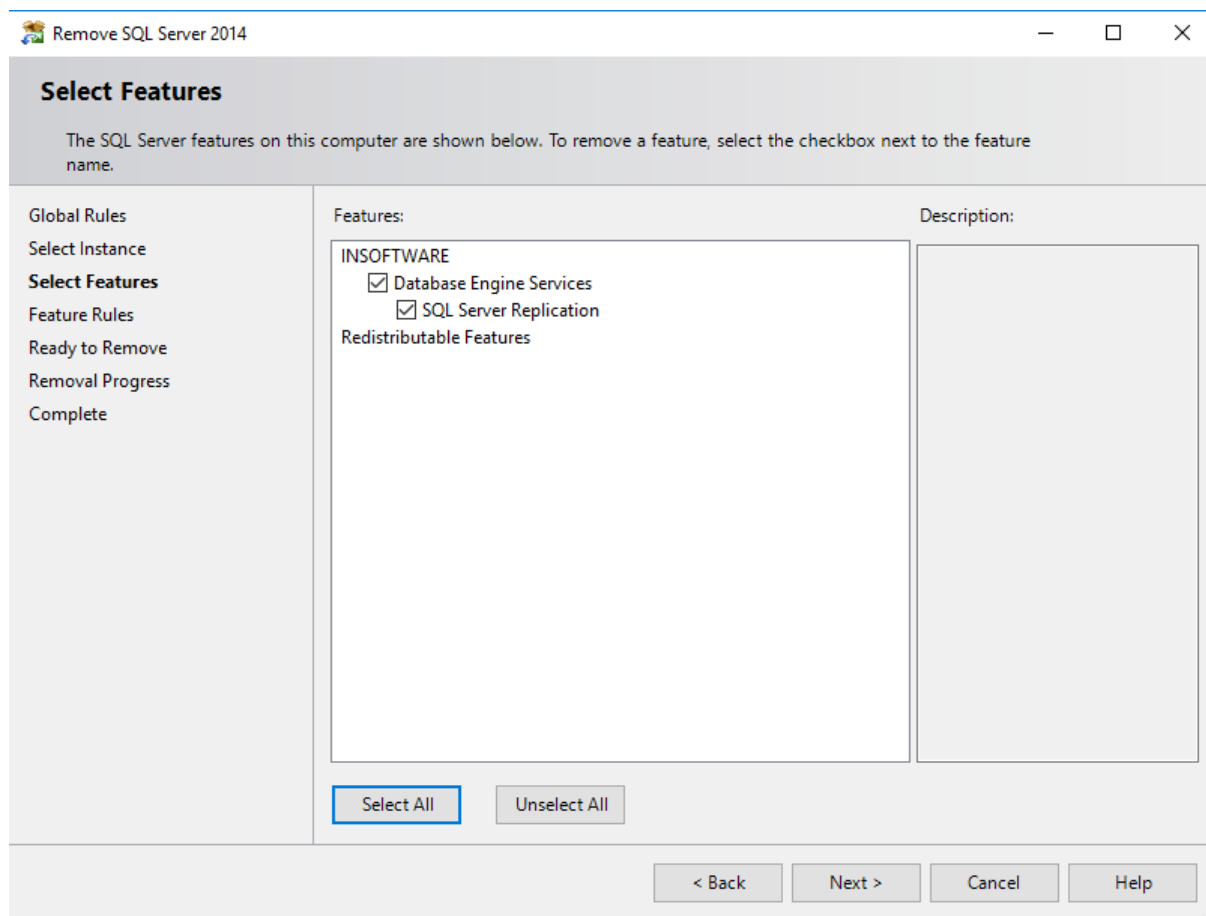 Remove SQL Server 2014
Select Features
The SQL Server features on this computer are shown below. To remove a feature, select the checkbox next to the feature
name.
Global Rules
Select Instance
Select Features
Feature Rules
Ready to Remove
Removal Progress
Complete
Features:
INSOFTWARE
Database Engine Services
SQL Server Replication
Redistributable Features
Description:
Select All
Unselect All
< Back
Next >
Cancel
Help